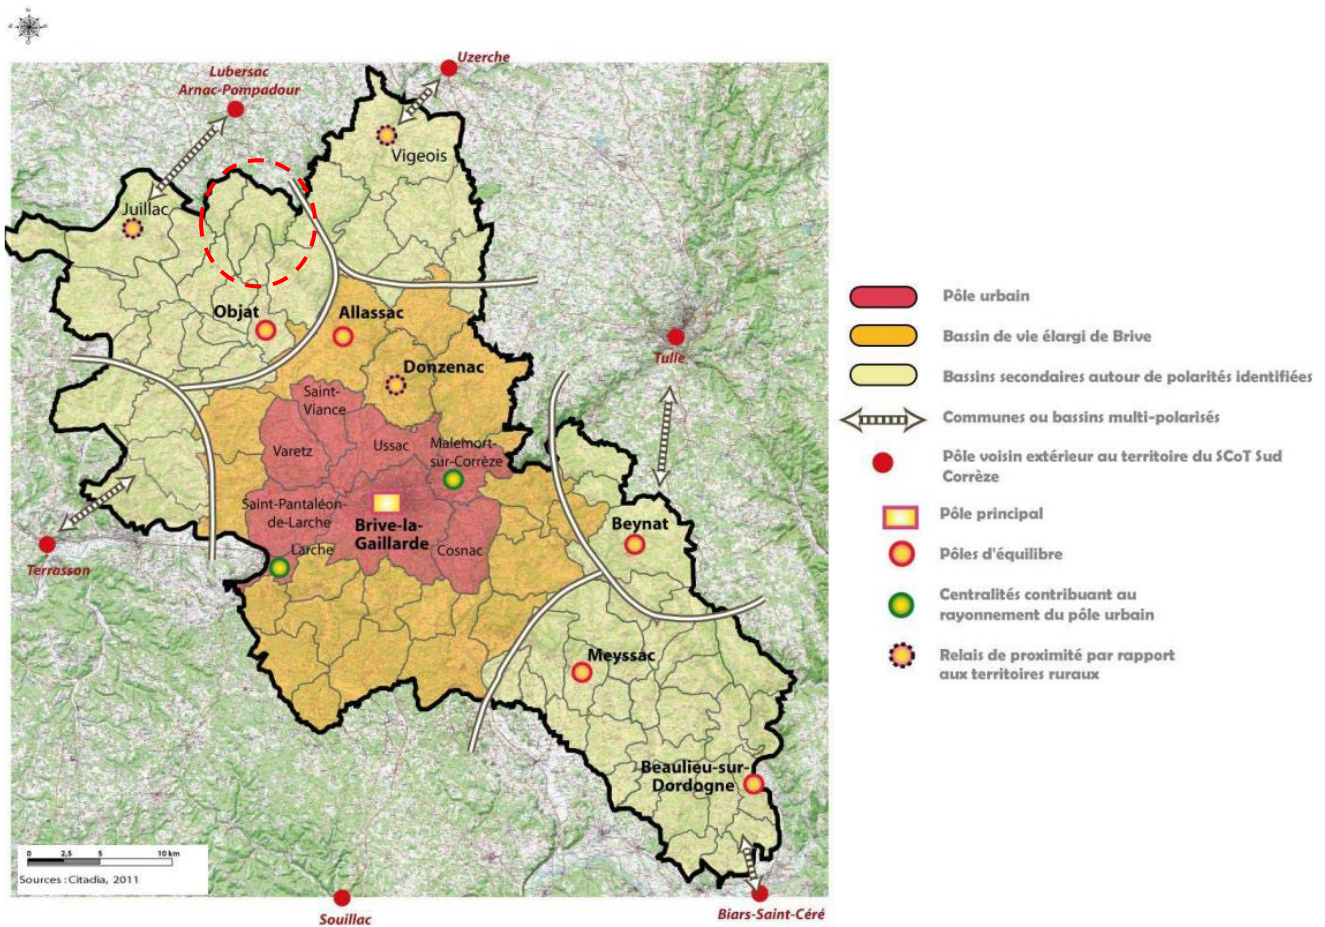 Uzerche
Lubersac
Arnac-Pompadour
Vigeois
Juillac
Objat
Allassac
Tulle
Donzenac
Saint-
Viance
Varetz
Ussac
Malemort-
sur-Corrèze
Saint-Pantaléon-
de-Larche
Brive-la-
Gaillarde
Larche
Cosnac
Beynat
Terrasson
Meyssac
Beaulieu-sur-
Dordogne
0 2,5 5 10 km
Sources : Citadia, 2011
Souillac
Biars-Saint-Céré
Pôle urbain
Bassin de vie élargi de Brive
Bassins secondaires autour de polarités identifiées
Communes ou bassins multi-polarisés
Pôle voisin extérieur au territoire du SCoT Sud
Corrèze
Pôle principal
Pôles d'équilibre
Centralités contribuant au
rayonnement du pôle urbain
Relais de proximité par rapport
aux territoires ruraux